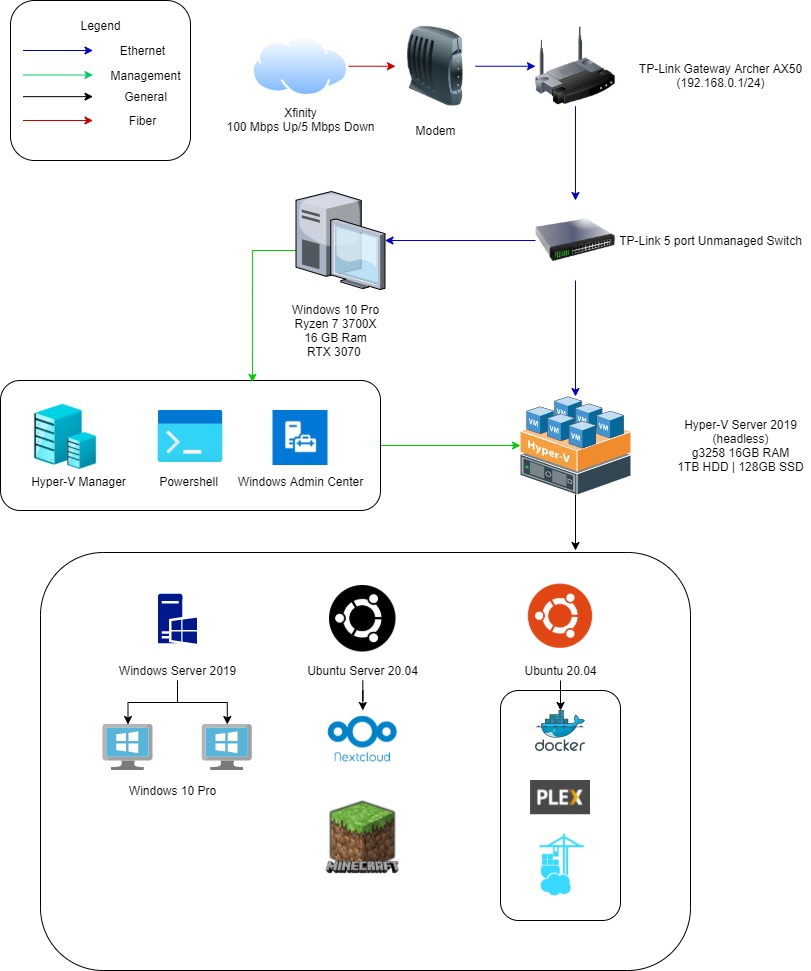 Legend
Ethernet
Management
General
Fiber
Xfinity
100 Mbps Up/5 Mbps Down
Modem
TP-Link Gateway Archer AX50
(192.168.0.1/24)
TP-Link 5 port Unmanaged Switch
Windows 10 Pro
Ryzen 7 3700X
16 GB Ram
RTX 3070
Hyper-V Manager
Powershell
Windows Admin Center
VM
VM
VM
VM
VM
VM
Hyper-V
Hyper-V Server 2019
(headless)
g3258 16GB RAM
1TB HDD | 128GB SSD
Windows Server 2019
Ubuntu Server 20.04
Ubuntu 20.04
Windows 10 Pro
Nextcloud
MINECRAFT
docker
PLEX